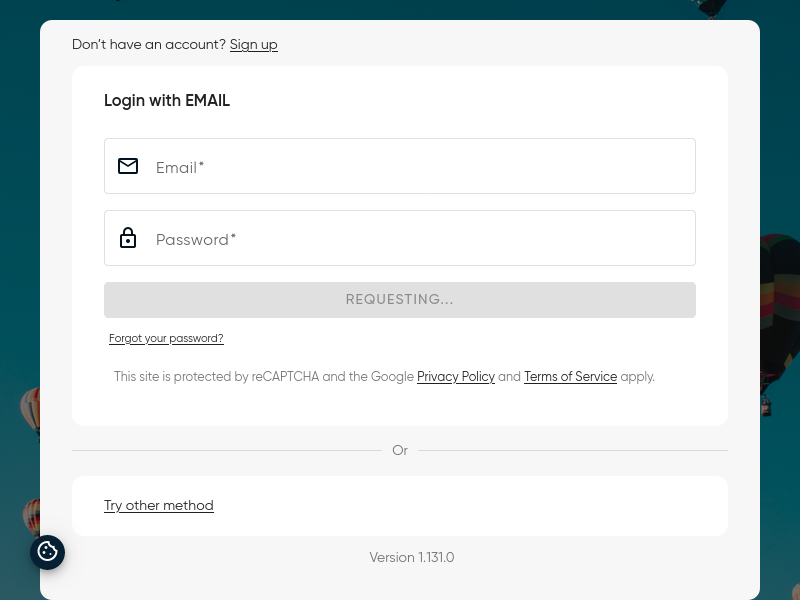 Don't have an account? Sign up
Login with EMAIL
Email*
Password*
REQUESTING...
Forgot your password?
This site is protected by reCAPTCHA and the Google Privacy Policy and Terms of Service apply.
Or
Try other method
Version 1.131.0